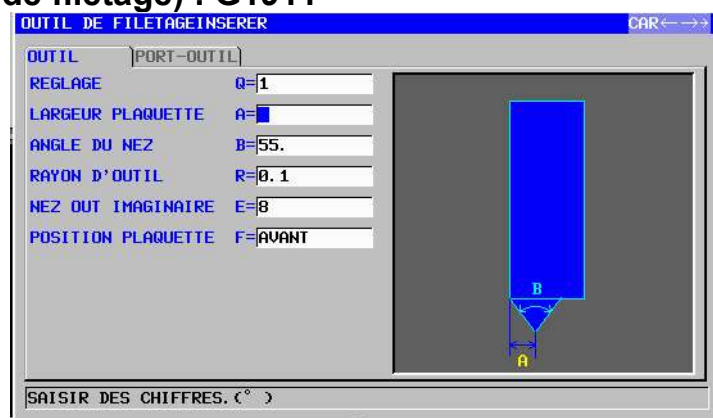 de filetage) : G1911
OUTIL DE FILETAGEINSERER CAR←-→
OUTIL PORT-OUTIL
REGLAGE Q=1
LARGEUR PLAQUETTE A=
ANGLE DU NEZ B=55.
RAYON D'OUTIL R=0.1
NEZ OUT IMAGINAIRE E=8
POSITION PLAQUETTE F=AVANT
B
A
SAISIR DES CHIFFRES.(° )